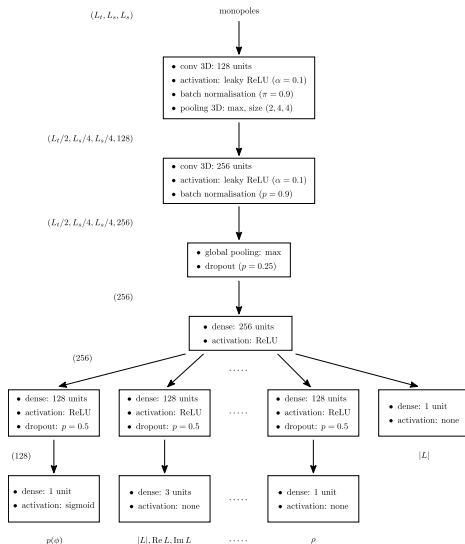 (L_t, L_s, L_s)
monopoles
• conv 3D: 128 units
• activation: leaky ReLU (α = 0.1)
• batch normalisation (π = 0.9)
• pooling 3D: max, size (2, 4, 4)
(L_t/2, L_s/4, L_s/4, 128)
• conv 3D: 256 units
• activation: leaky ReLU (α = 0.1)
• batch normalisation (p = 0.9)
(L_t/2, L_s/4, L_s/4, 256)
• global pooling: max
• dropout (p = 0.25)
(256)
• dense: 256 units
• activation: ReLU
(256)
.....
• dense: 128 units
• activation: ReLU
• dropout: p = 0.5
• dense: 128 units
• activation: ReLU
• dropout: p = 0.5
.....
• dense: 128 units
• activation: ReLU
• dropout: p = 0.5
• dense: 1 unit
• activation: none
(128)
|L|
• dense: 1 unit
• activation: sigmoid
• dense: 3 units
• activation: none
.....
• dense: 1 unit
• activation: none
p(ϕ)
|L|, Re L, Im L
.....
ρ